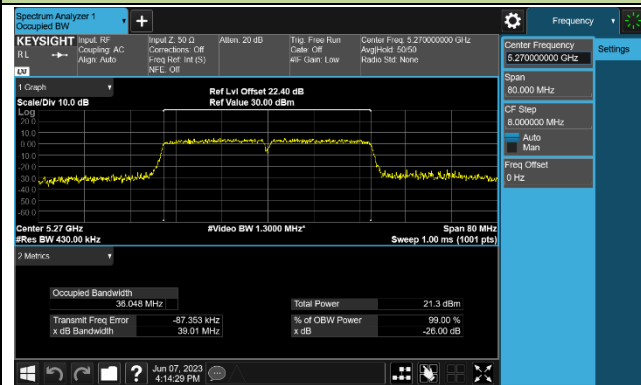 Spectrum Analyzer 1
Occupied BW
Frequency
KEYSIGHT
RL
LXI
Input: RF
Coupling: AC
Align: Auto
Input Z: 50 Ω
Corrections: Off
Freq Ref: Int (S)
NFE: Off
Atten: 20 dB
Trig: Free Run
Gate: Off
#IF Gain: Low
Center Freq: 5.270000000 GHz
Avg|Hold: 50/50
Radio Std: None
Center Frequency
5.270000000 GHz
Settings
Span
80.000 MHz
CF Step
8.000000 MHz
Auto
Man
Freq Offset
0 Hz
1 Graph
Scale/Div 10.0 dB
Ref Lvl Offset 22.40 dB
Ref Value 30.00 dBm
Log
20.0
10.0
0.00
-10.0
-20.0
-30.0
-40.0
-50.0
-60.0
Center 5.27 GHz
#Res BW 430.00 kHz
#Video BW 1.3000 MHz*
Span 80 MHz
Sweep 1.00 ms (1001 pts)
2 Metrics
Occupied Bandwidth
36.048 MHz
Total Power 21.3 dBm
Transmit Freq Error -87.353 kHz
% of OBW Power 99.00 %
x dB Bandwidth 39.01 MHz
x dB -26.00 dB
?
Jun 07, 2023
4:14:29 PM